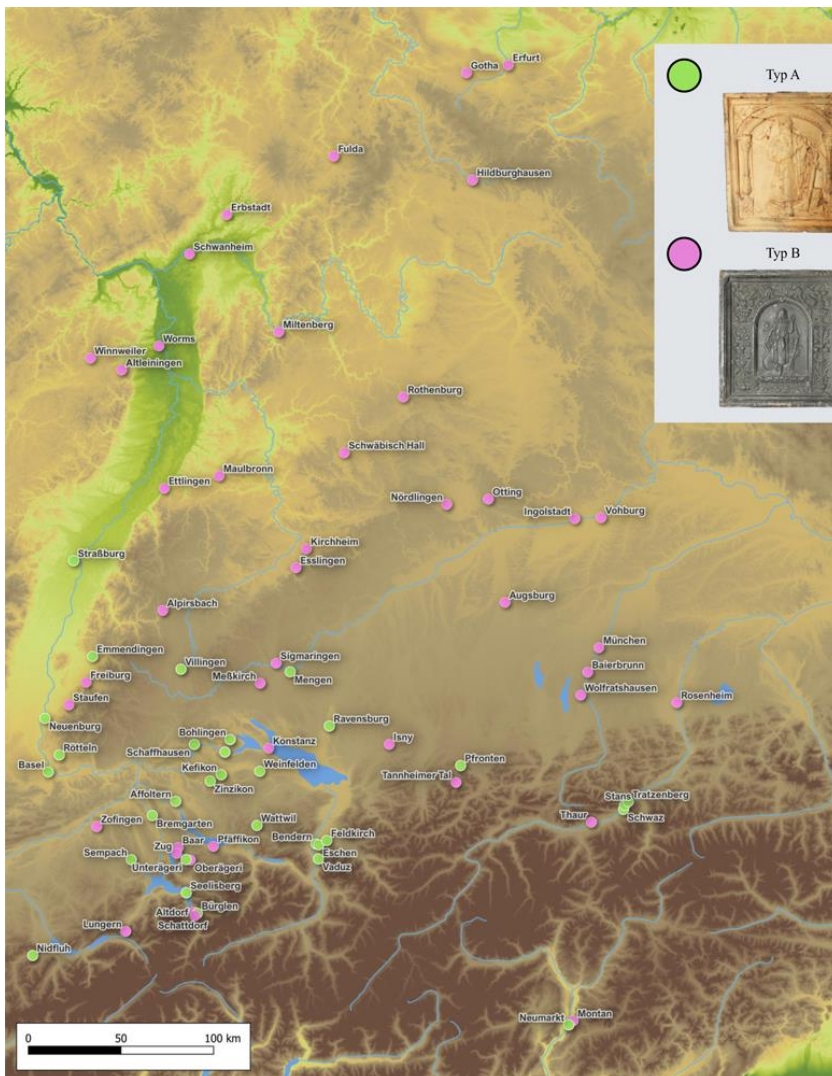 Erfurt
Gotha
Typ A
Fulda
Hildburghausen
Erbstadt
Schwanheim
Typ B
Miltenberg
Worms
Winnweiler
Altleiningen
Rothenburg
Schwäbisch Hall
Maulbronn
Ettlingen
Nördlingen
Otting
Ingolstadt
Vohburg
Kirchheim
Straßburg
Esslingen
Augsburg
Alpirsbach
München
Emmendingen
Villingen
Sigmaringen
Baierbrunn
Freiburg
Meßkirch
Mengen
Wolfratshausen
Rosenheim
Staufen
Neuenburg
Ravensburg
Bohlingen
Konstanz
Isny
Schaffhausen
Rötteln
Basel
Kefikon
Weinfelden
Pfronten
Tannheimer Tal
Zinzikon
Affoltern
Stans
Tratzenberg
Zofingen
Bremgarten
Wattwil
Thaur
Schwaz
Baar
Pfäffikon
Zug
Bendern
Feldkirch
Sempach
Eschen
Unterägeri
Oberägeri
Vaduz
Seelisberg
Altdorf
Bürglen
Lungern
Schattdorf
Nidfluh
Neumarkt
Montan
0 50 100 km